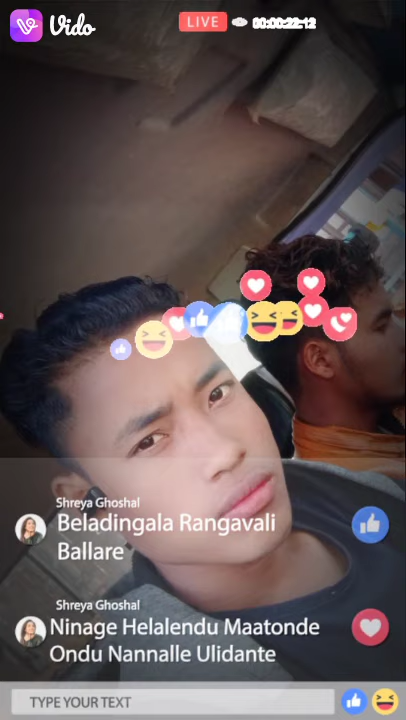 Vido
LIVE
00:00:22:12
Shreya Ghoshal
Beladingala Rangavali
Ballare
Shreya Ghoshal
Ninage Helalendu Maatonde
Ondu Nannalle Ulidante
TYPE YOUR TEXT